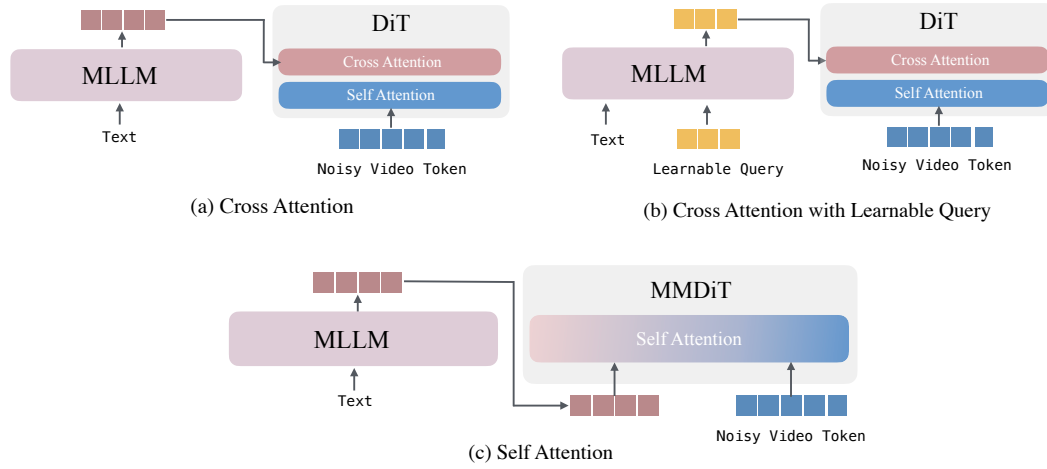 DiT
MLLM
Cross Attention
Self Attention
Text
Noisy Video Token
(a) Cross Attention
DiT
MLLM
Cross Attention
Self Attention
Text
Learnable Query
Noisy Video Token
(b) Cross Attention with Learnable Query
MMDiT
MLLM
Self Attention
Text
Noisy Video Token
(c) Self Attention